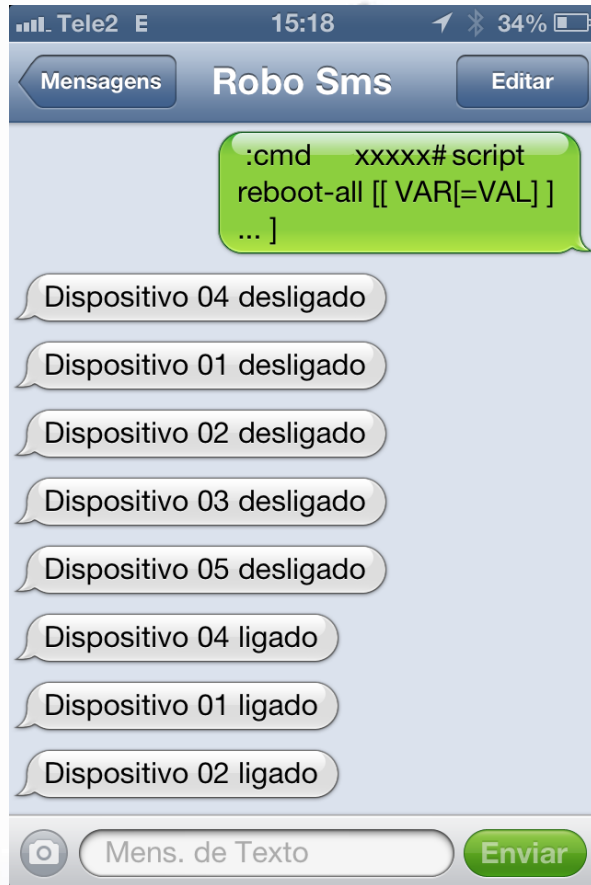 Tele2 E 15:18 34%
Mensagens Robo Sms Editar
:cmd xxxxx# script
reboot-all [[ VAR[=VAL] ]
... ]
Dispositivo 04 desligado
Dispositivo 01 desligado
Dispositivo 02 desligado
Dispositivo 03 desligado
Dispositivo 05 desligado
Dispositivo 04 ligado
Dispositivo 01 ligado
Dispositivo 02 ligado
Mens. de Texto Enviar